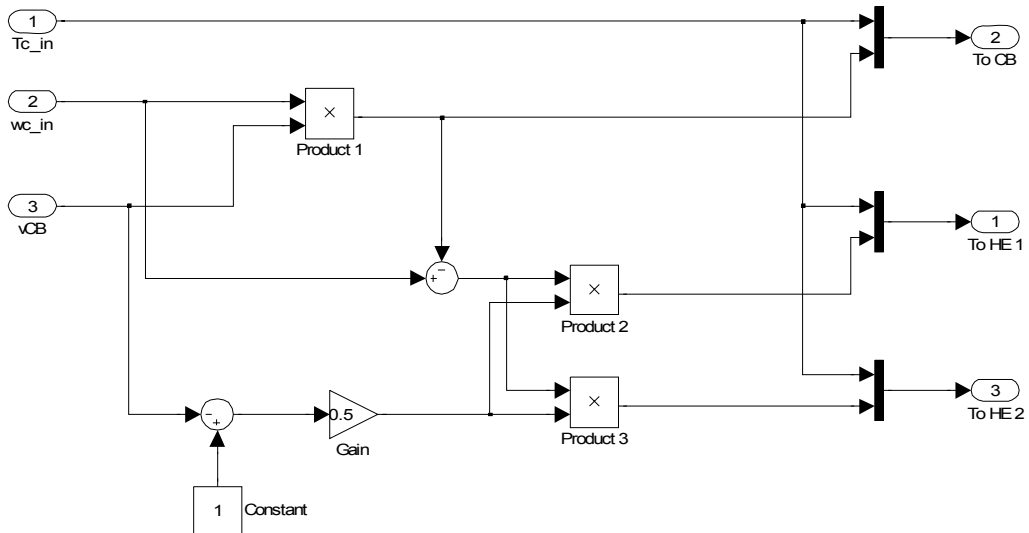 1
Tc_in
2
To CB
2
wc_in
×
Product 1
3
vCB
1
To HE 1
−
+
×
Product 2
3
To HE 2
×
Product 3
-
+
0.5
Gain
1
Constant